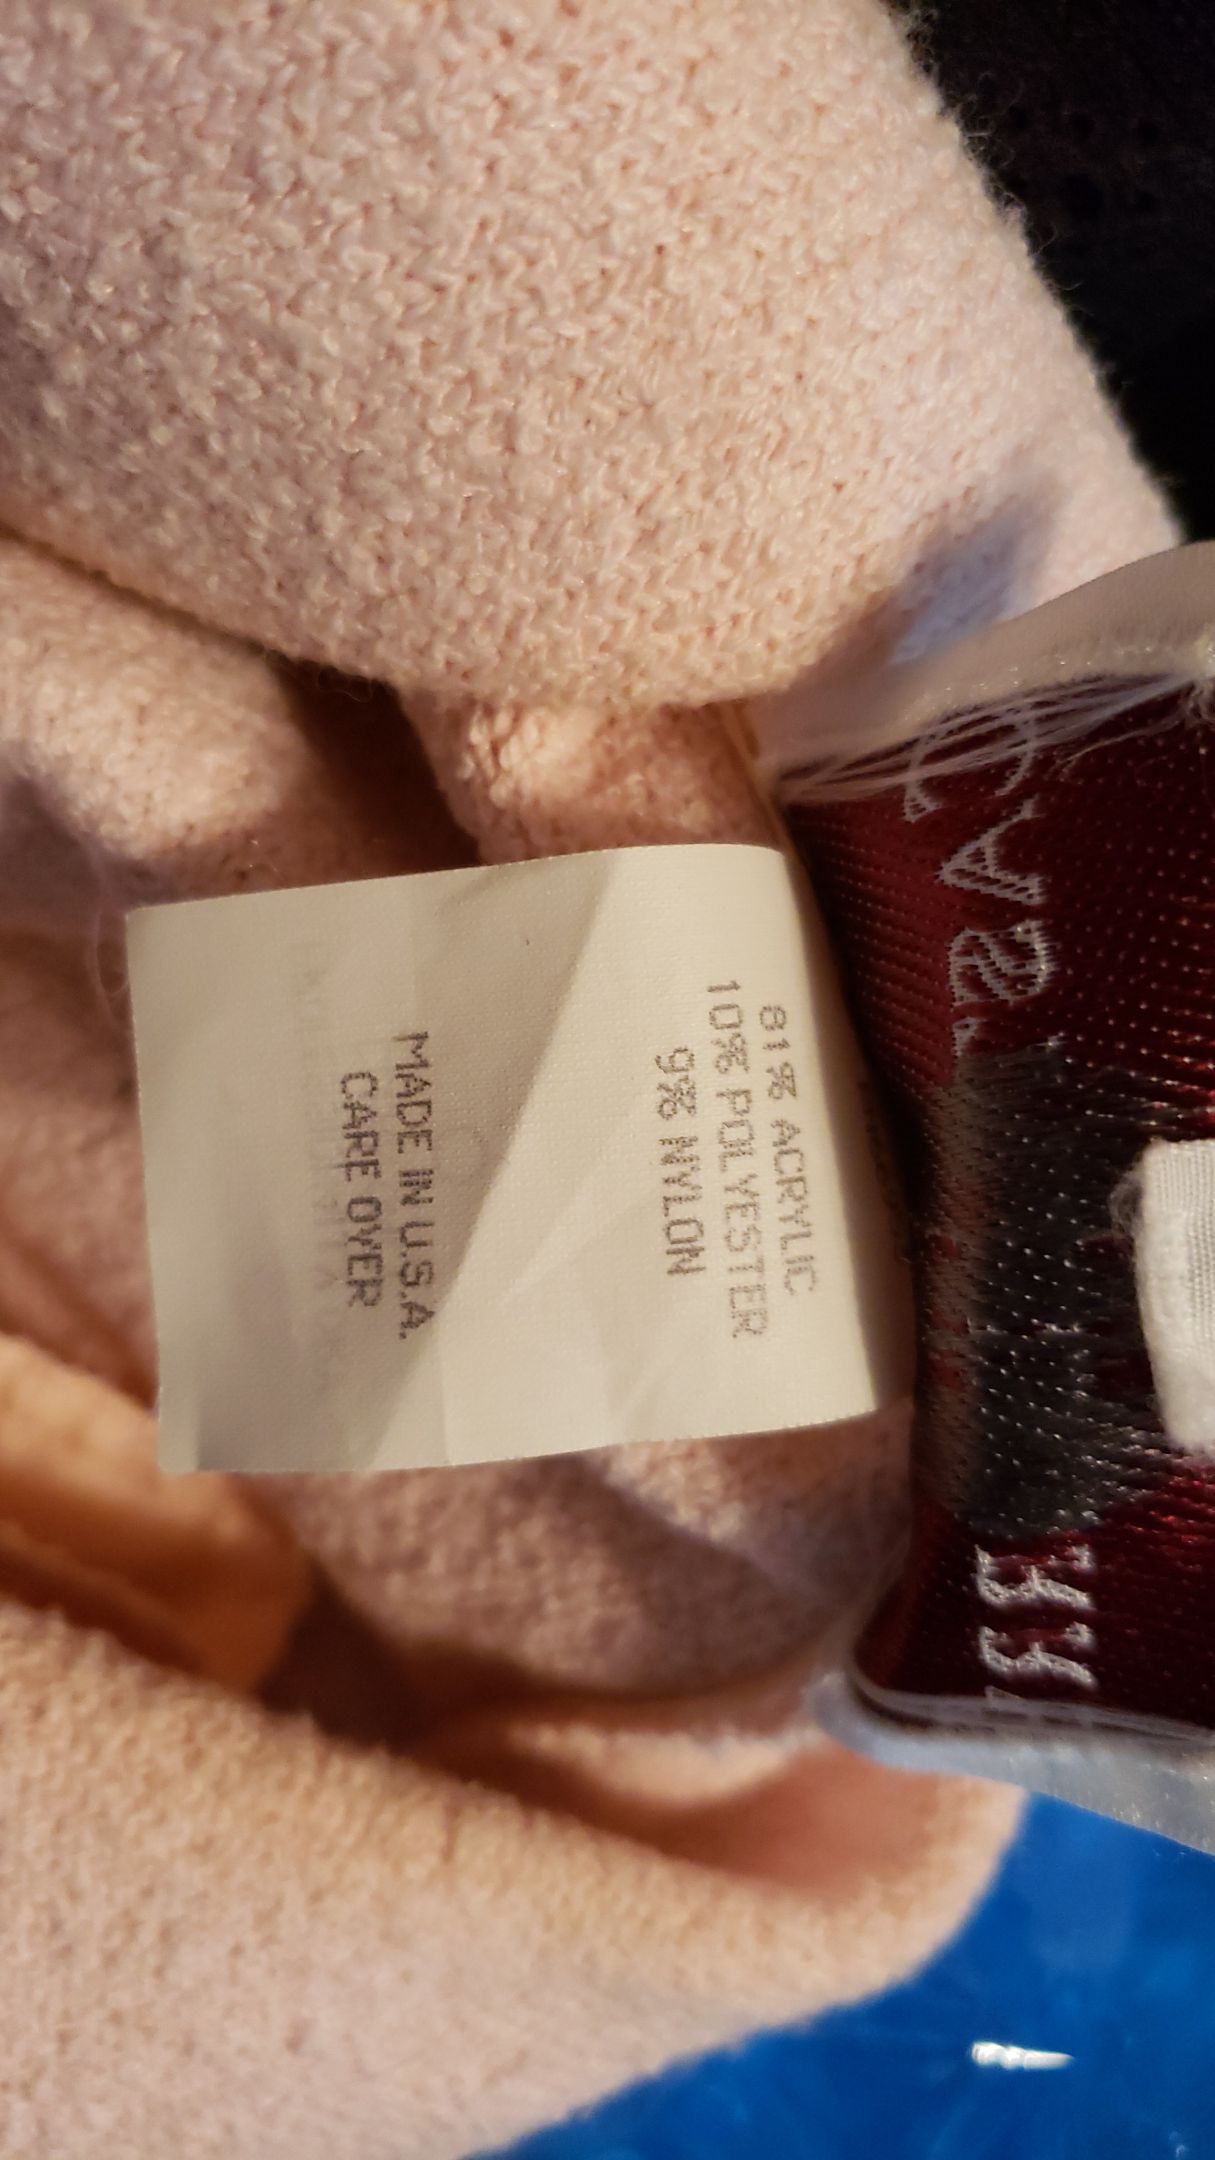 81% ACRYLIC
10% POLYESTER
9% NYLON
MADE IN U.S.A.
CARE OVER